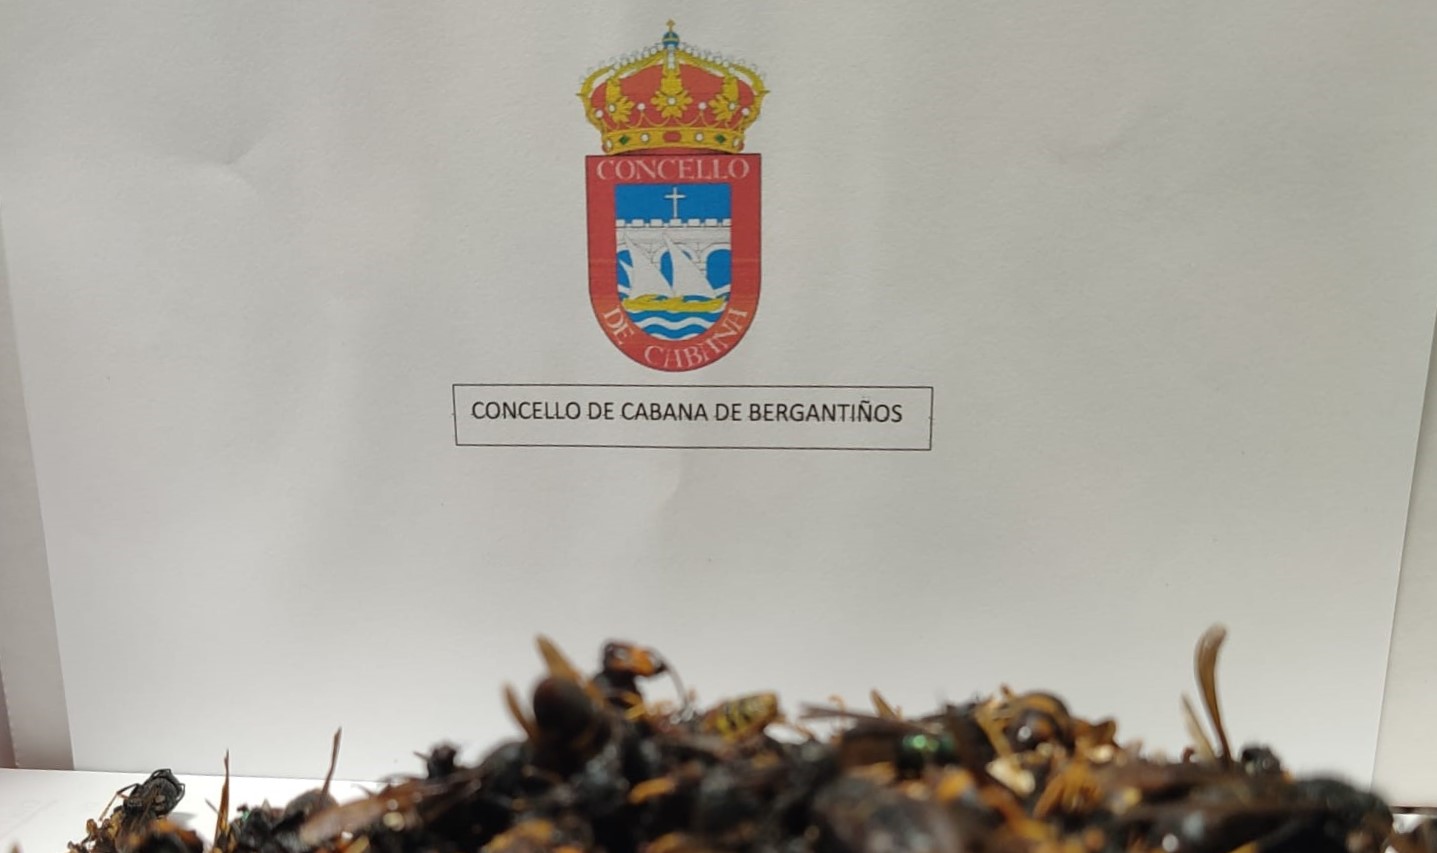 CONCELLO
DE CABANA
CONCELLO DE CABANA DE BERGANTIÑOS